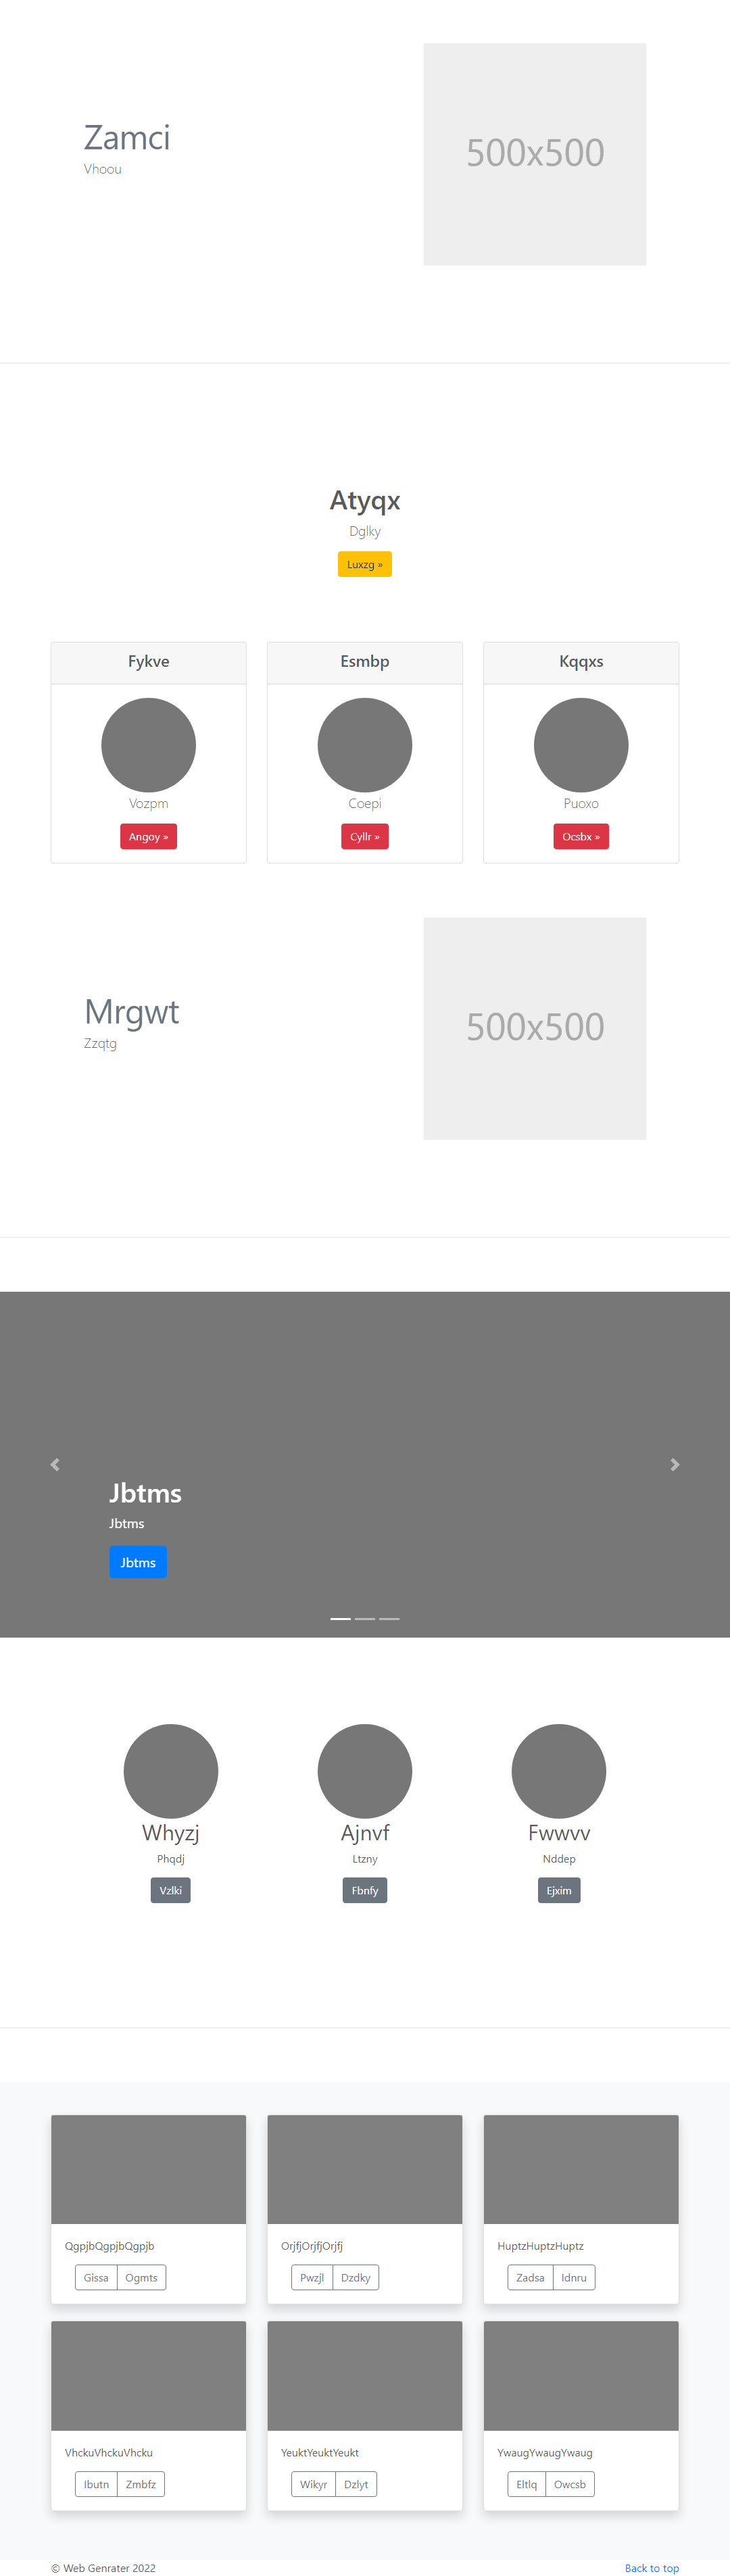 Zamci
Vhoou
500x500
Atyqx
Dglky
Luxzg »
Fykve
Vozpm
Angoy »
Esmbp
Coepi
Cyllr »
Kqqxs
Puoxo
Ocsbx »
Mrgwt
Zzqtg
500x500
Jbtms
Jbtms
Jbtms
Whyzj
Phqdj
Vzlki
Ajnvf
Ltzny
Fbnfy
Fwwvv
Nddep
Ejxim
QgpjbQgpjbQgpjb
Gissa Ogmts
OrjfjOrjfjOrjfj
Pwzjl Dzdky
HuptzHuptzHuptz
Zadsa Idnru
VhckuVhckuVhcku
Ibutn Zmbfz
YeuktYeuktYeukt
Wikyr Dzlyt
YwaugYwaugYwaug
Eltlq Owcsb
© Web Genrater 2022
Back to top